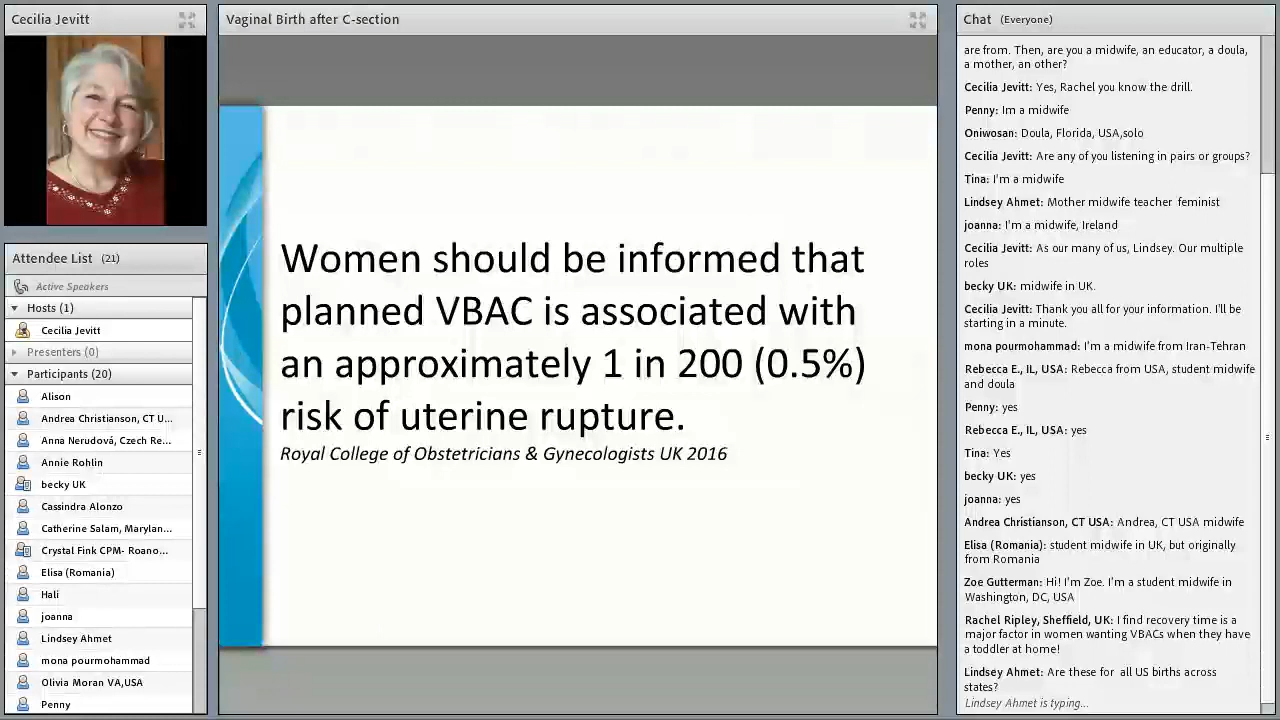 Cecilia Jevitt
Attendee List (21)
Active Speakers
Hosts (1)
Cecilia Jevitt
Presenters (0)
Participants (20)
Alison
Andrea Christianson, CT U...
Anna Nerudová, Czech Re...
Annie Rohlin
becky UK
Cassindra Alonzo
Catherine Salam, Marylan...
Crystal Fink CPM- Roano...
Elisa (Romania)
Hali
joanna
Lindsey Ahmet
mona pourmohammad
Olivia Moran VA,USA
Penny
Vaginal Birth after C-section
Women should be informed that
planned VBAC is associated with
an approximately 1 in 200 (0.5%)
risk of uterine rupture.
Royal College of Obstetricians & Gynecologists UK 2016
Chat (Everyone)
are from. Then, are you a midwife, an educator, a doula,
a mother, an other?
Cecilia Jevitt: Yes, Rachel you know the drill.
Penny: Im a midwife
Oniwosan: Doula, Florida, USA,solo
Cecilia Jevitt: Are any of you listening in pairs or groups?
Tina: I'm a midwife
Lindsey Ahmet: Mother midwife teacher feminist
joanna: I'm a midwife, Ireland
Cecilia Jevitt: As our many of us, Lindsey. Our multiple
roles
becky UK: midwife in UK.
Cecilia Jevitt: Thank you all for your information. I'll be
starting in a minute.
mona pourmohammad: I'm a midwife from Iran-Tehran
Rebecca E., IL, USA: Rebecca from USA, student midwife
and doula
Penny: yes
Rebecca E., IL, USA: yes
Tina: Yes
becky UK: yes
joanna: yes
Andrea Christianson, CT USA: Andrea, CT USA midwife
Elisa (Romania): student midwife in UK, but originally
from Romania
Zoe Gutterman: Hi! I'm Zoe. I'm a student midwife in
Washington, DC, USA
Rachel Ripley, Sheffield, UK: I find recovery time is a
major factor in women wanting VBACs when they have
a toddler at home!
Lindsey Ahmet: Are these for all US births across
states?
Lindsey Ahmet is typing...